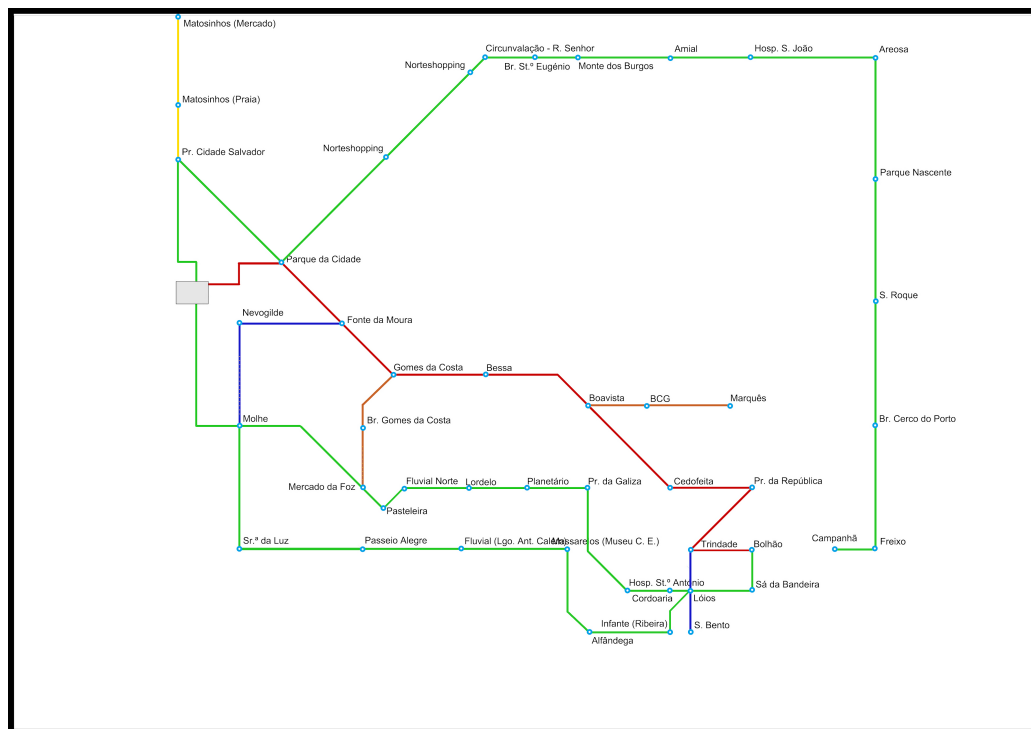 Matosinhos (Mercado)
Circunvalação - R. Senhor
Amial
Hosp. S. João
Areosa
Norteshopping
Br. St.º Eugénio
Monte dos Burgos
Matosinhos (Praia)
Pr. Cidade Salvador
Norteshopping
Parque Nascente
Parque da Cidade
S. Roque
Nevogilde
Fonte da Moura
Gomes da Costa
Bessa
Boavista
BCG
Marquês
Molhe
Br. Gomes da Costa
Br. Cerco do Porto
Mercado da Foz
Fluvial Norte
Lordelo
Planetário
Pr. da Galiza
Cedofeita
Pr. da República
Pasteleira
Sr.ª da Luz
Passeio Alegre
Fluvial (Lgo. Ant. Calem)
Massarelos (Museu C. E.)
Trindade
Bolhão
Campanhã
Freixo
Hosp. St.º António
Sá da Bandeira
Cordoaria
Lóios
Infante (Ribeira)
S. Bento
Alfândega